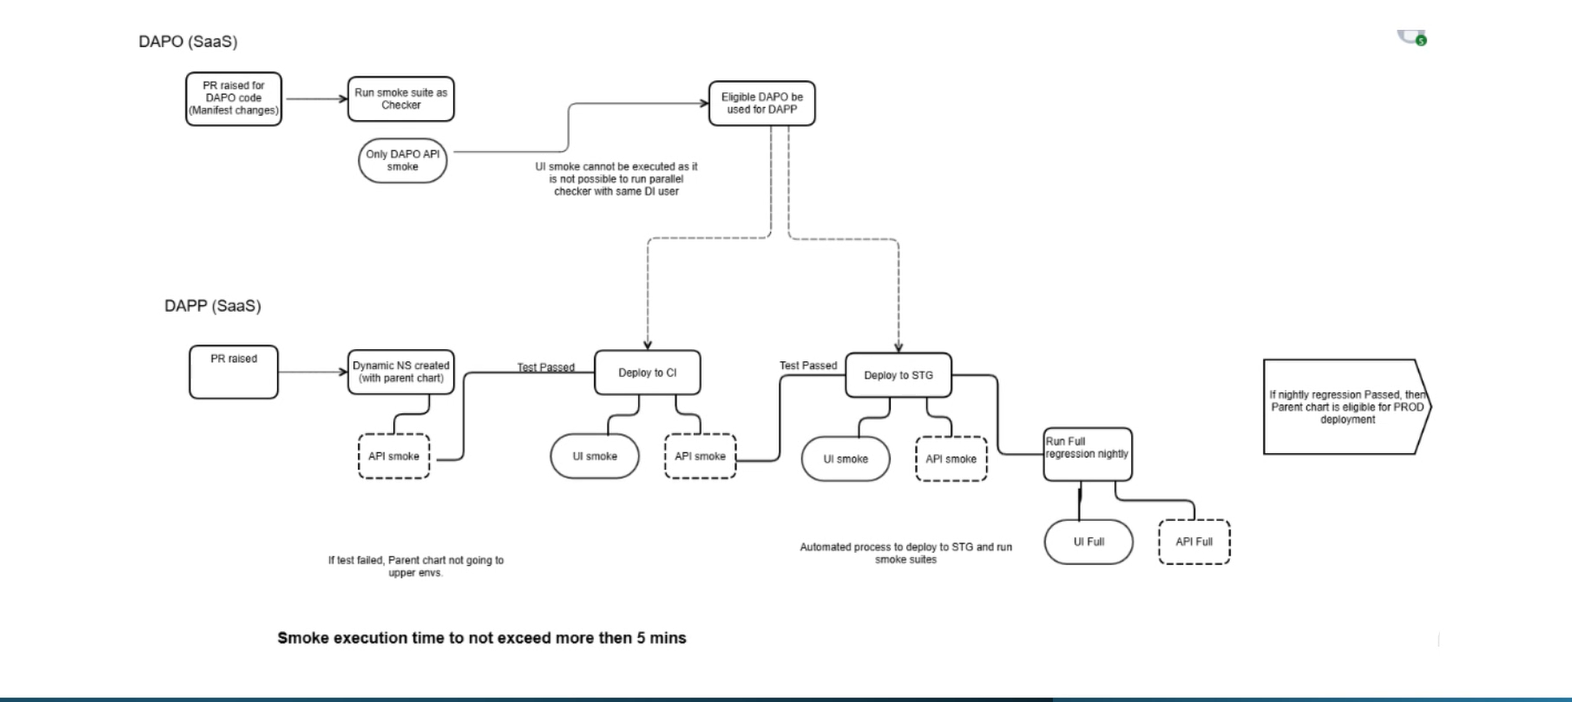 DAPO (SaaS)
PR raised for
DAPO code
(Manifest changes)
Run smoke suite as
Checker
Only DAPO API
smoke
Eligible DAPO be
used for DAPP
UI smoke cannot be executed as it
is not possible to run parallel
checker with same DI user
DAPP (SaaS)
PR raised
Dynamic NS created
(with parent chart)
API smoke
Test Passed
Deploy to CI
UI smoke
API smoke
Test Passed
Deploy to STG
UI smoke
API smoke
Run Full
regression nightly
UI Full
API Full
If nightly regression Passed, then
Parent chart is eligible for PROD
deployment
If test failed, Parent chart not going to
upper envs.
Automated process to deploy to STG and run
smoke suites
Smoke execution time to not exceed more then 5 mins